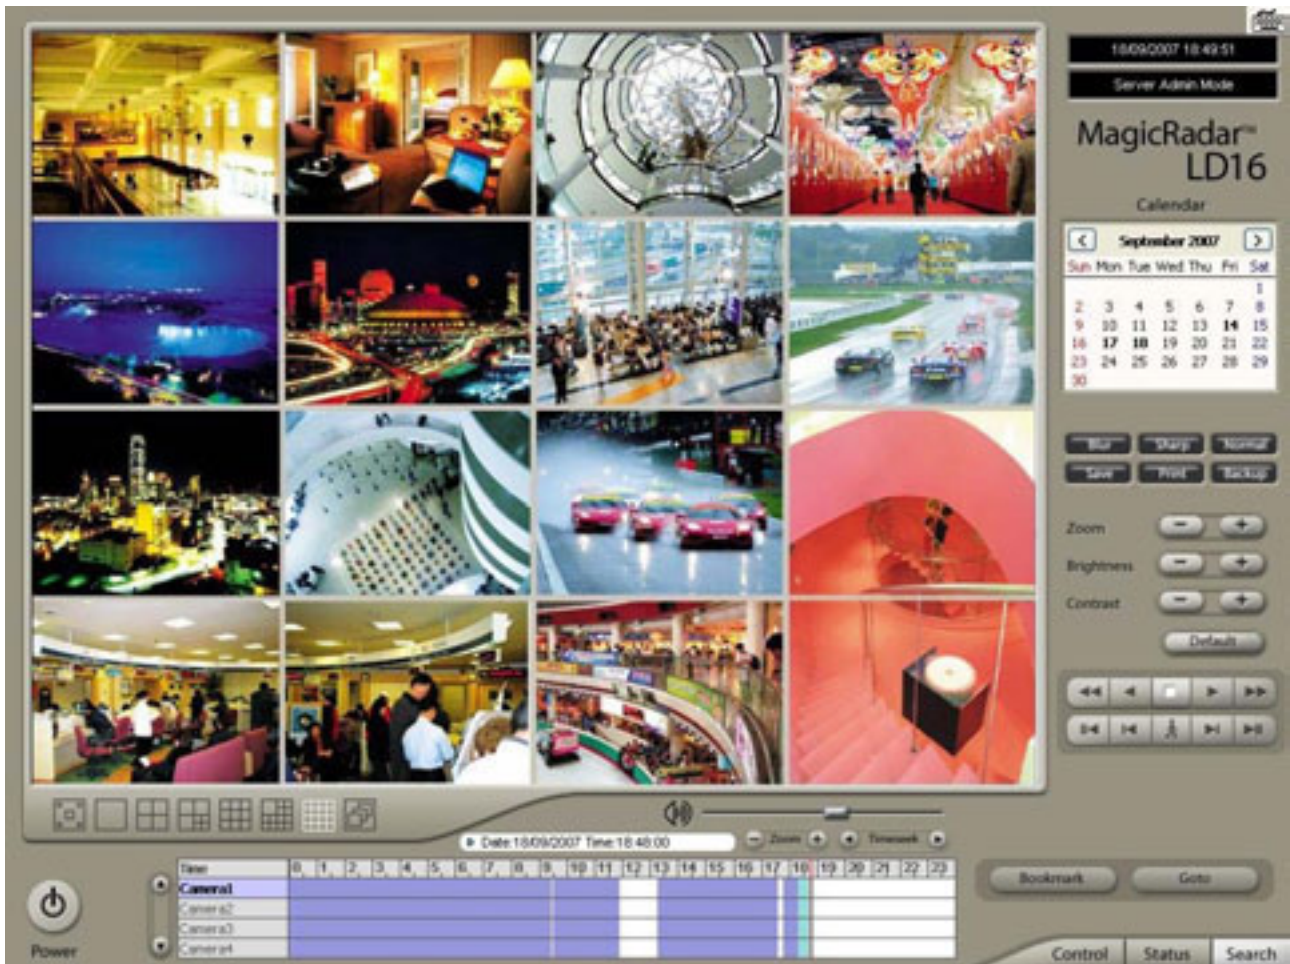 18/09/2007 18:49:51
Server Admin Mode
MagicRadar™
LD16
Calendar
September 2007
Sun Mon Tue Wed Thu Fri Sat
1
2 3 4 5 6 7 8
9 10 11 12 13 14 15
16 17 18 19 20 21 22
23 24 25 26 27 28 29
30
Blur Sharp Normal
Save Print Backup
Zoom
Brightness
Contrast
Default
Date:18/09/2007 Time:18:48:00
Zoom
Timeseek
Time 0 1 2 3 4 5 6 7 8 9 10 11 12 13 14 15 16 17 18 19 20 21 22 23
Camera1
Camera2
Camera3
Camera4
Bookmark Goto
Power
Control Status Search